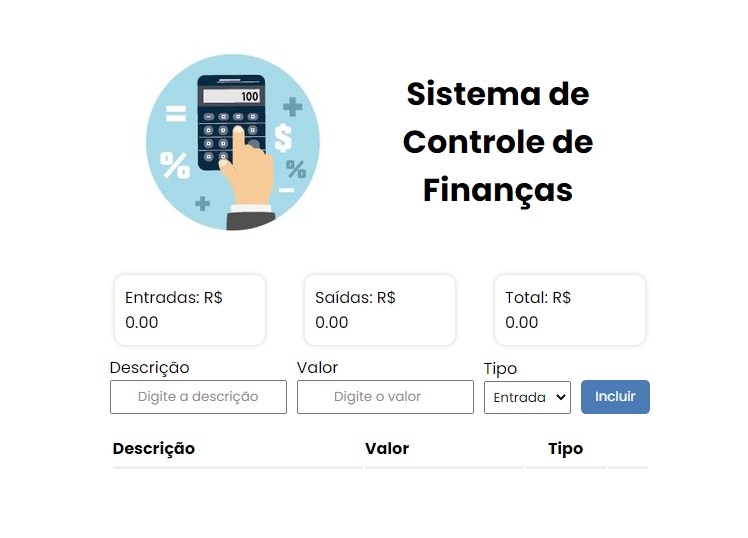 100
Sistema de
Controle de
Finanças
Entradas: R$
0.00
Saídas: R$
0.00
Total: R$
0.00
Descrição
Valor
Tipo
Digite a descrição
Digite o valor
Entrada
Incluir
Descrição Valor Tipo